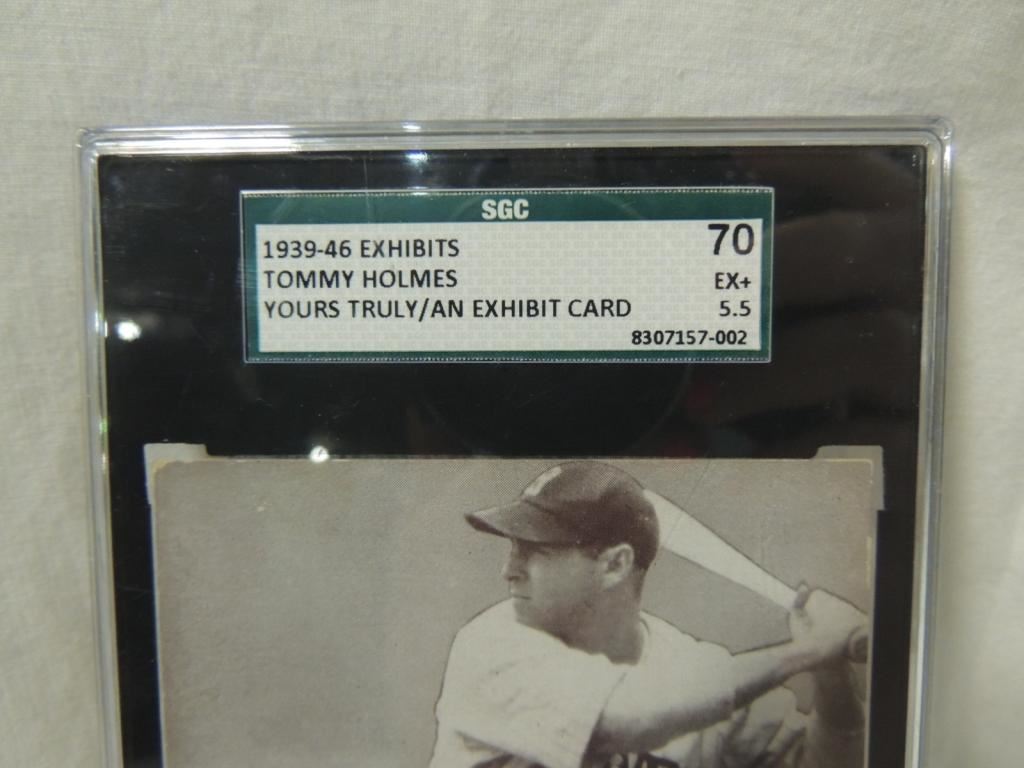 SGC
1939-46 EXHIBITS
70
TOMMY HOLMES
EX+
YOURS TRULY/AN EXHIBIT CARD
5.5
8307157-002